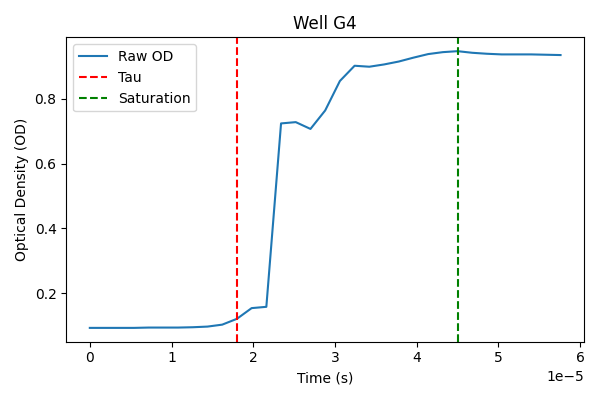 Well G4
Raw OD
Tau
Saturation
Optical Density (OD)
0.8
0.6
0.4
0.2
0 1 2 3 4 5 6
1e−5
Time (s)